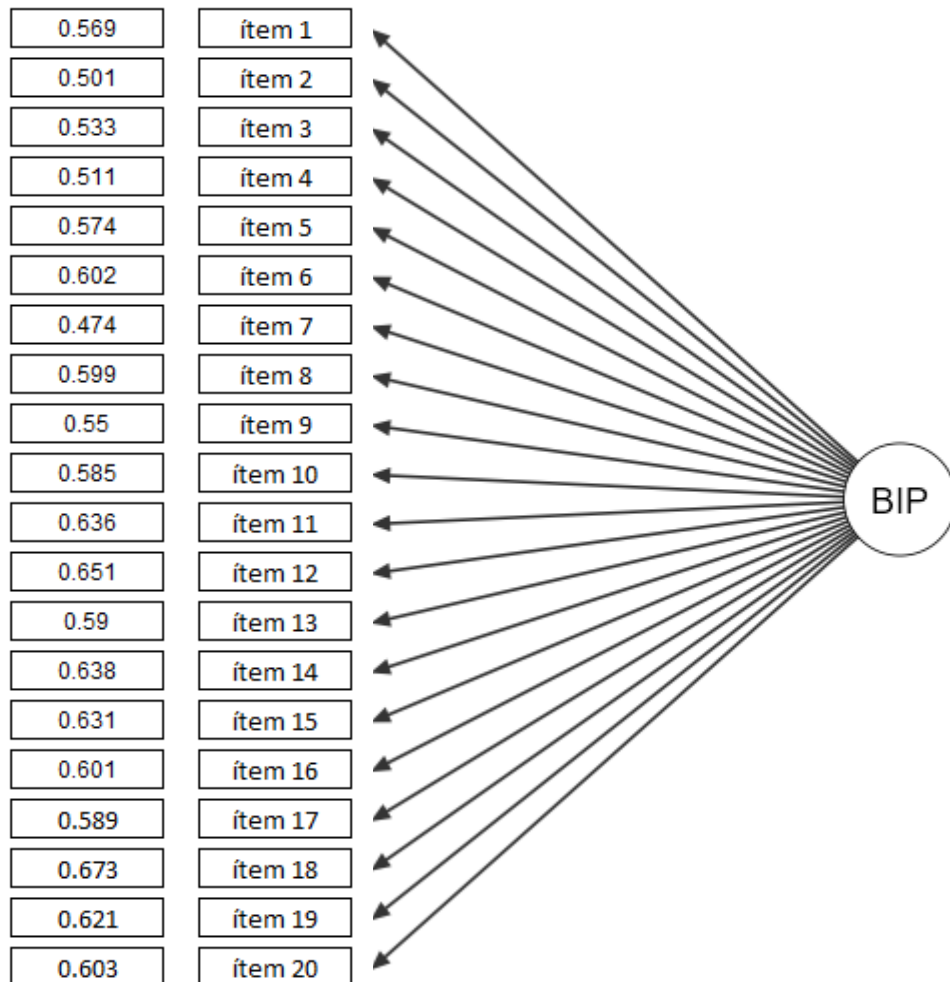 0.569 ítem 1
0.501 ítem 2
0.533 ítem 3
0.511 ítem 4
0.574 ítem 5
0.602 ítem 6
0.474 ítem 7
0.599 ítem 8
0.55 ítem 9
0.585 ítem 10
0.636 ítem 11
0.651 ítem 12
0.59 ítem 13
0.638 ítem 14
0.631 ítem 15
0.601 ítem 16
0.589 ítem 17
0.673 ítem 18
0.621 ítem 19
0.603 ítem 20
BIP